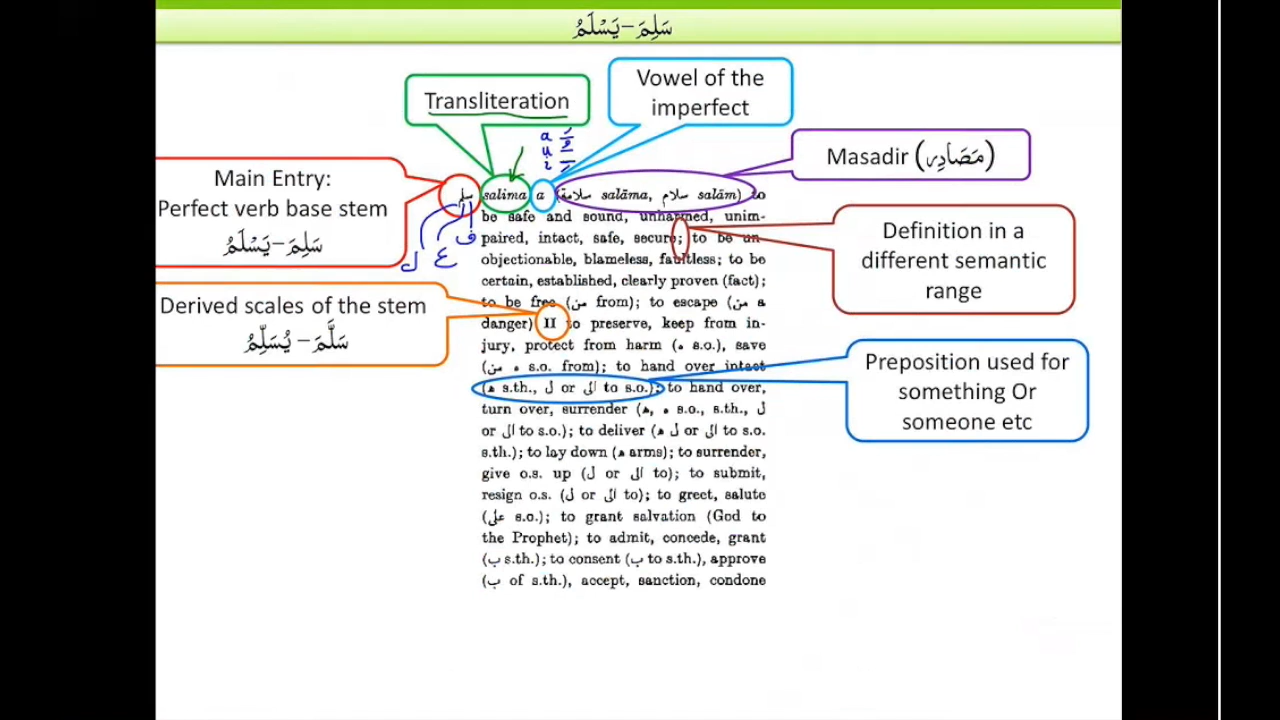 سَلِمَ – يَسْلَمُ
Transliteration
Vowel of the
imperfect
Masadir (مَصَادِر)
Main Entry:
Perfect verb base stem
سَلِمَ – يَسْلَمُ
Derived scales of the stem
سَلَّمَ – يُسَلِّمُ
Definition in a
different semantic
range
Preposition used for
something Or
someone etc
a
u
i
ف
ع
ل
سلم salima a (سلامة salāma, سلام salām) to
be safe and sound, unharmed, unim-
paired, intact, safe, secure; to be un-
objectionable, blameless, faultless; to be
certain, established, clearly proven (fact);
to be free (من from); to escape (من a
danger) II to preserve, keep from in-
jury, protect from harm (ه s.o.), save
(من ه s.o. from); to hand over intact
(ه s.th., ل or الى to s.o.); to hand over,
turn over, surrender (ه, ه s.o., s.th., ل
or الى to s.o.); to deliver (ه ل or الى to s.o.
s.th.); to lay down (ه arms); to surrender,
give o.s. up (ل or الى to); to submit,
resign o.s. (ل or الى to); to greet, salute
(على s.o.); to grant salvation (God to
the Prophet); to admit, concede, grant
(ب s.th.); to consent (ب to s.th.), approve
(ب of s.th.), accept, sanction, condone